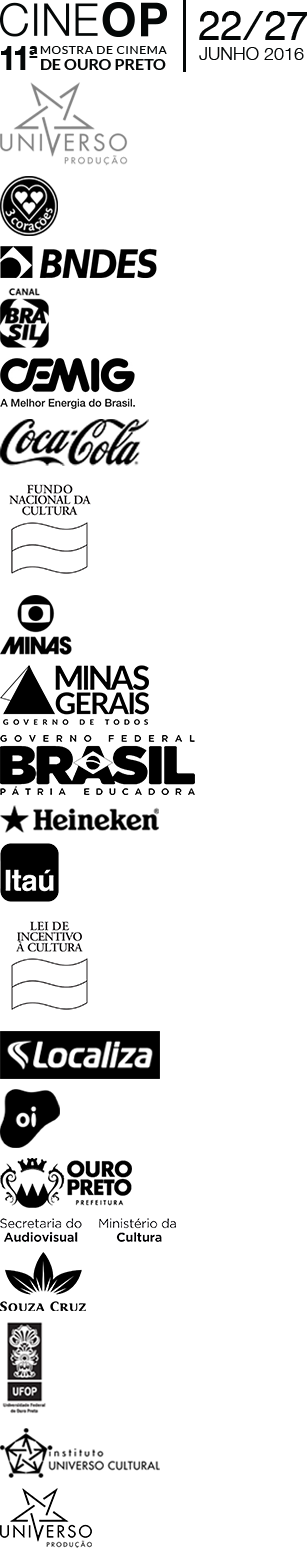 CINEOP
11ª MOSTRA DE CINEMA
DE OURO PRETO
22/27
JUNHO 2016
UNIVERSO
PRODUÇÃO
3 corações
BNDES
CANAL
BRA
SIL
CEMIG
A Melhor Energia do Brasil.
Coca-Cola
FUNDO
NACIONAL DA
CULTURA
MINAS
MINAS
GERAIS
GOVERNO DE TODOS
GOVERNO FEDERAL
BRASIL
PÁTRIA EDUCADORA
Heineken
Itaú
LEI DE
INCENTIVO
À CULTURA
Localiza
oi
OURO
PRETO
PREFEITURA
Secretaria do
Audiovisual
Ministério da
Cultura
SOUZA CRUZ
UFOP
Universidade Federal
de Ouro Preto
instituto
UNIVERSO CULTURAL
UNIVERSO
PRODUÇÃO